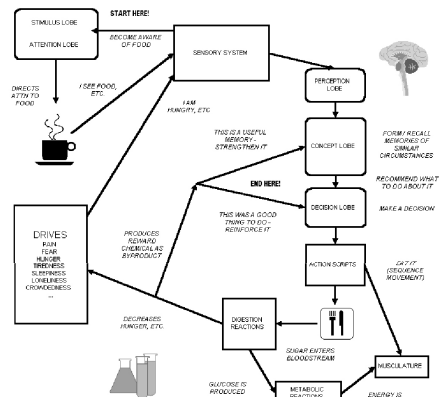 START HERE!
STIMULUS LOBE
ATTENTION LOBE
BECOME AWARE
OF FOOD
SENSORY SYSTEM
DIRECTS
ATTN TO
FOOD
I SEE FOOD,
ETC.
I AM
HUNGRY, ETC
PERCEPTION
LOBE
THIS IS A USEFUL
MEMORY -
STRENGTHEN IT
CONCEPT LOBE
FORM / RECALL
MEMORIES OF
SIMILAR
CIRCUMSTANCES
RECOMMEND WHAT
TO DO ABOUT IT
END HERE!
DECISION LOBE
MAKE A DECISION
THIS WAS A GOOD
THING TO DO -
REINFORCE IT
DRIVES
PAIN
FEAR
HUNGER
TIREDNESS
SLEEPINESS
LONELINESS
CROWDEDNESS
...
PRODUCES
REWARD
CHEMICAL AS
BYPRODUCT
ACTION SCRIPTS
EAT IT
(SEQUENCE
MOVEMENT)
DECREASES
HUNGER, ETC.
DIGESTION
REACTIONS
SUGAR ENTERS
BLOODSTREAM
MUSCULATURE
GLUCOSE IS
PRODUCED
METABOLIC
REACTIONS
ENERGY IS